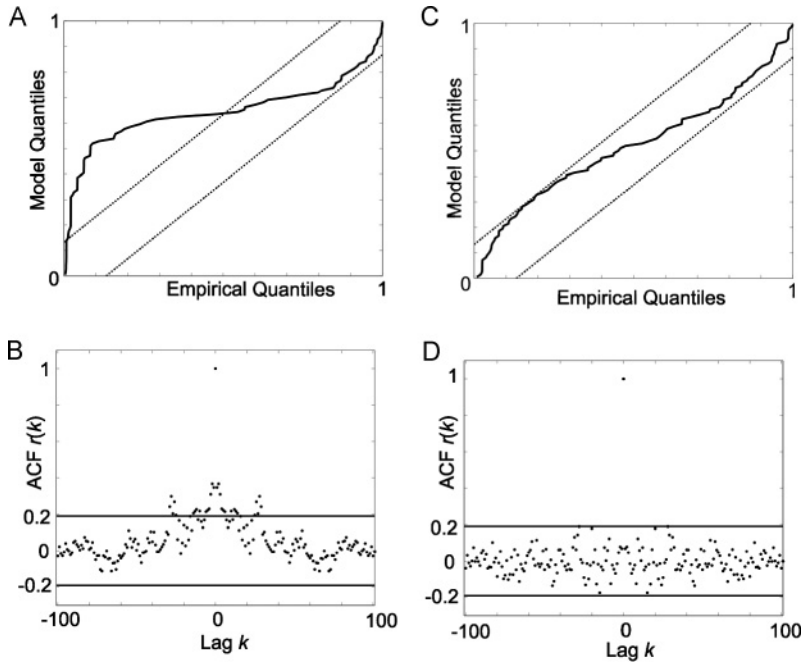 A
1
Model Quantiles
0
Empirical Quantiles
1
C
1
Model Quantiles
0
Empirical Quantiles
1
B
1
ACF r(k)
0.2
0
-0.2
-100
0
100
Lag k
D
1
ACF r(k)
0.2
0
-0.2
-100
0
100
Lag k